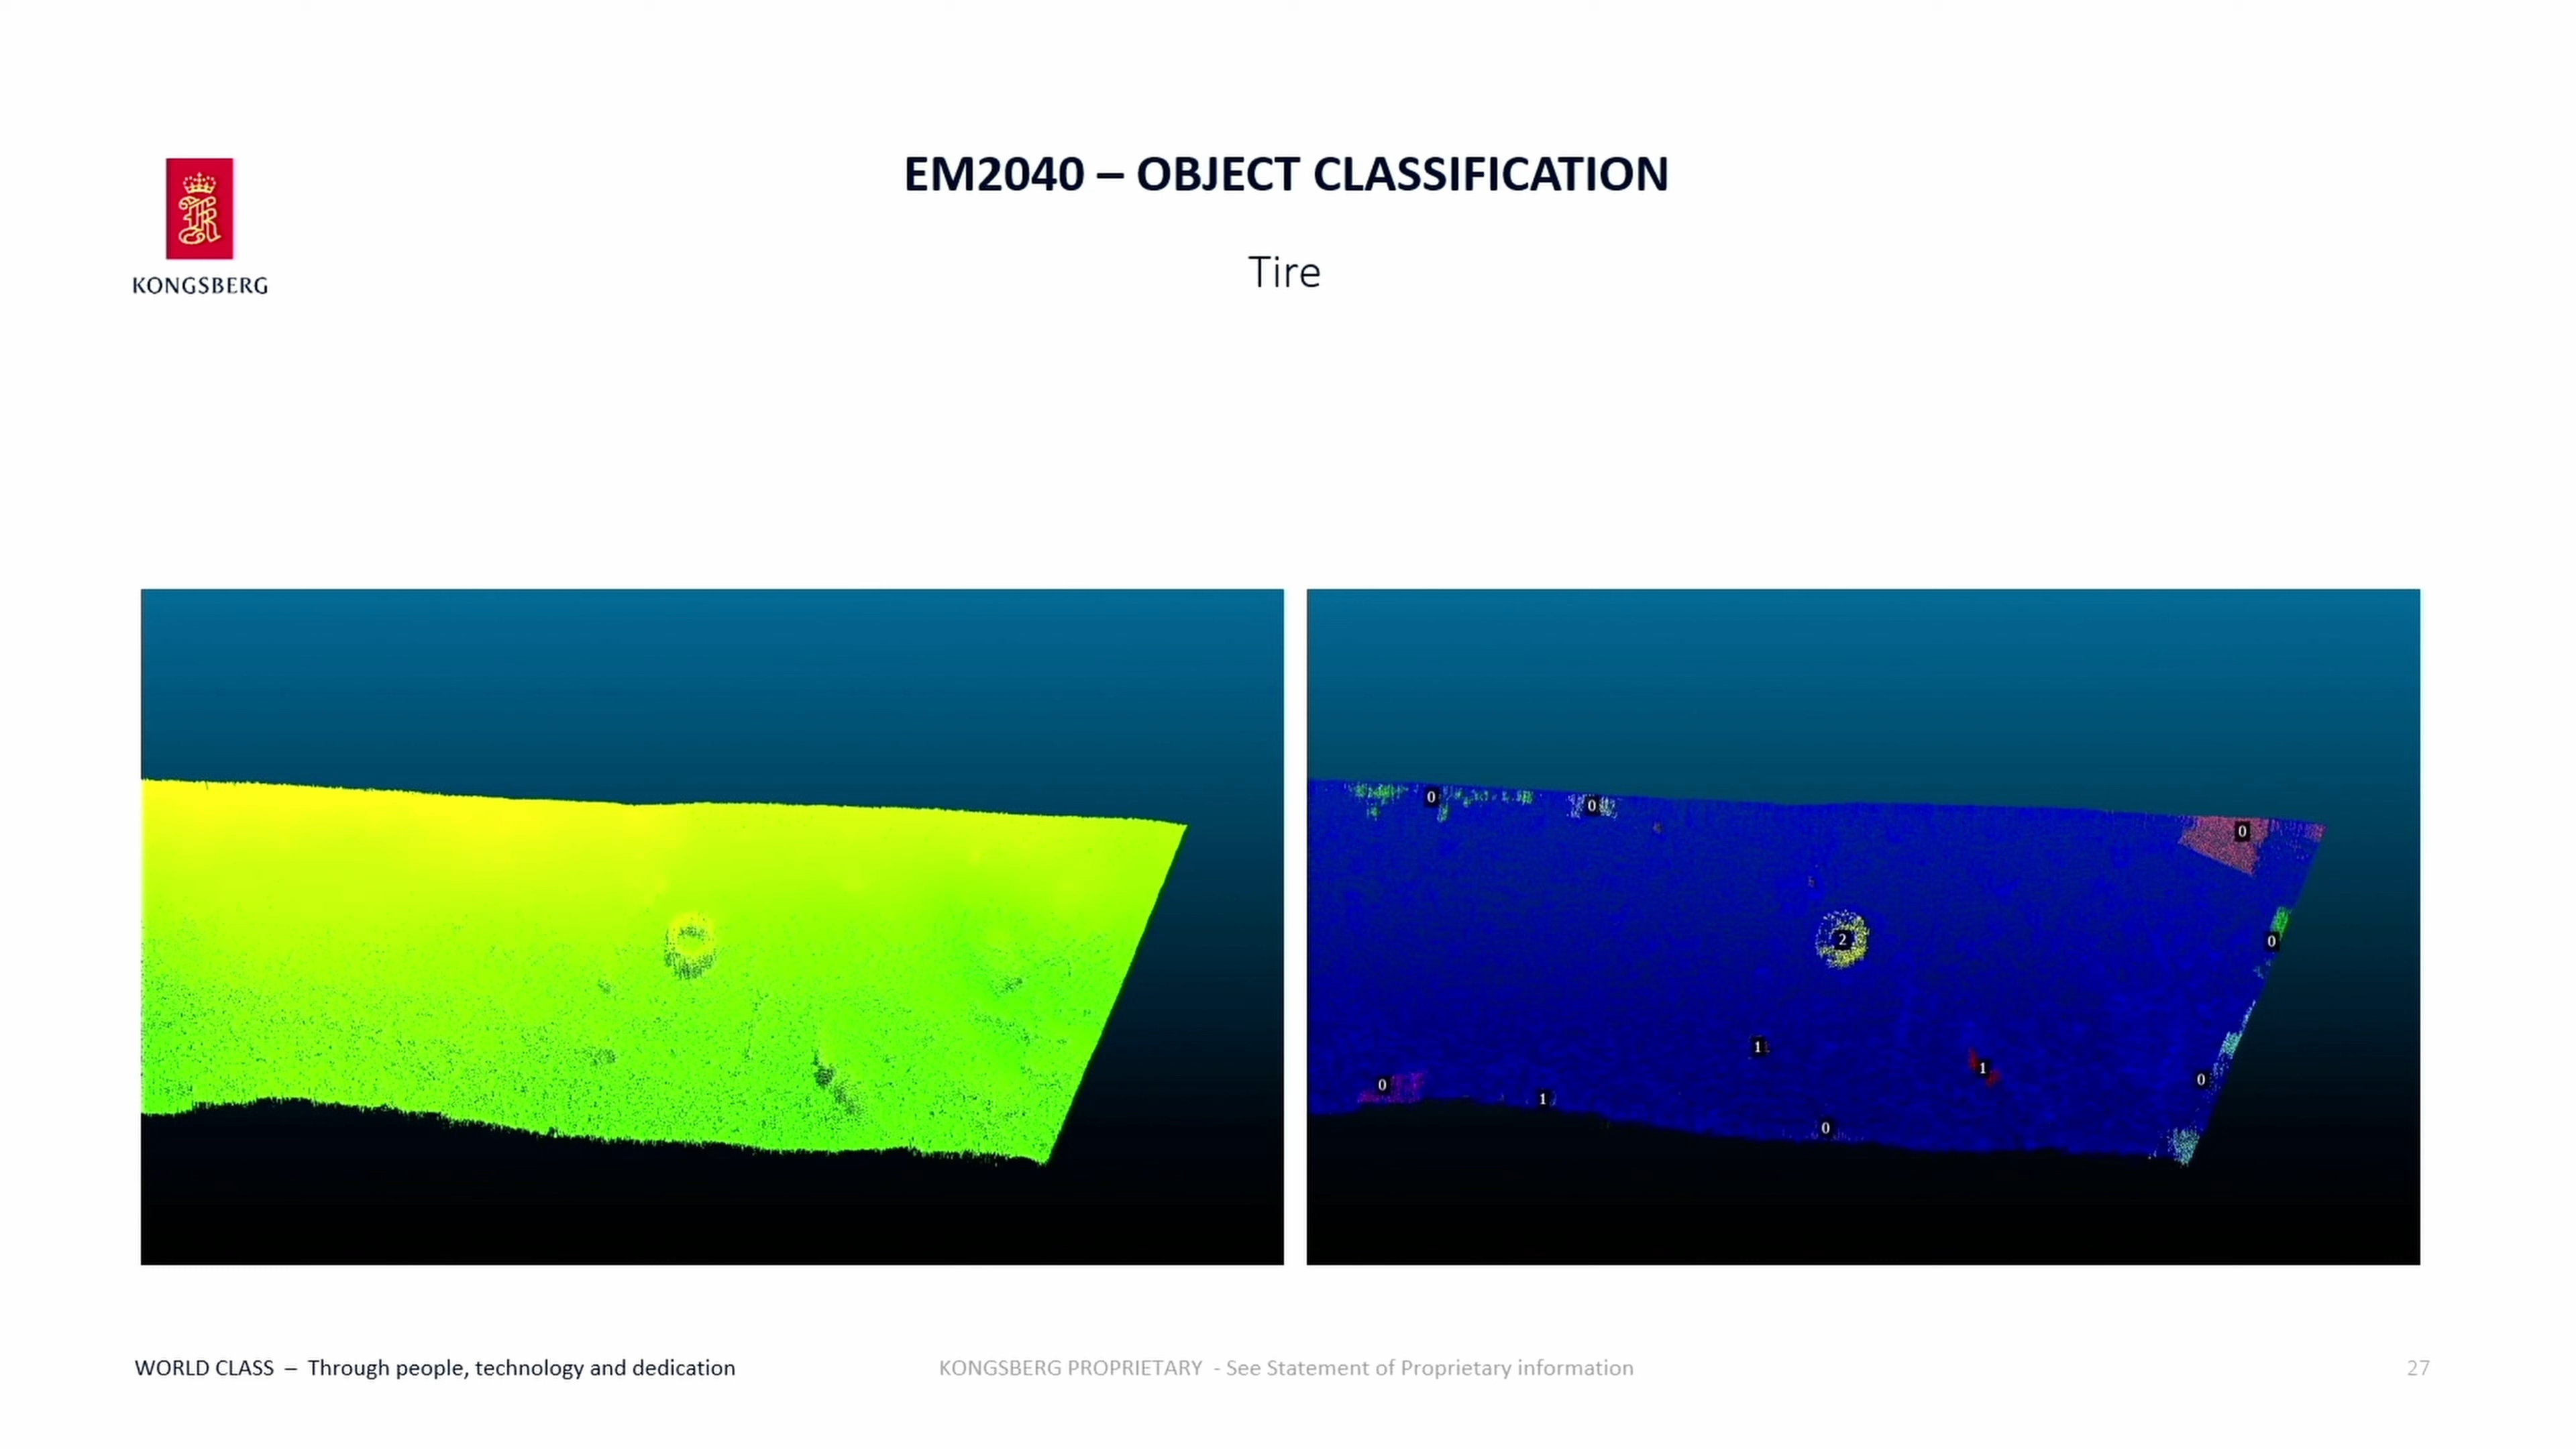 EM2040 – OBJECT CLASSIFICATION
Tire
KONGSBERG
0
0
0
2
0
1
1
0
0
1
0
WORLD CLASS – Through people, technology and dedication
KONGSBERG PROPRIETARY - See Statement of Proprietary information
27